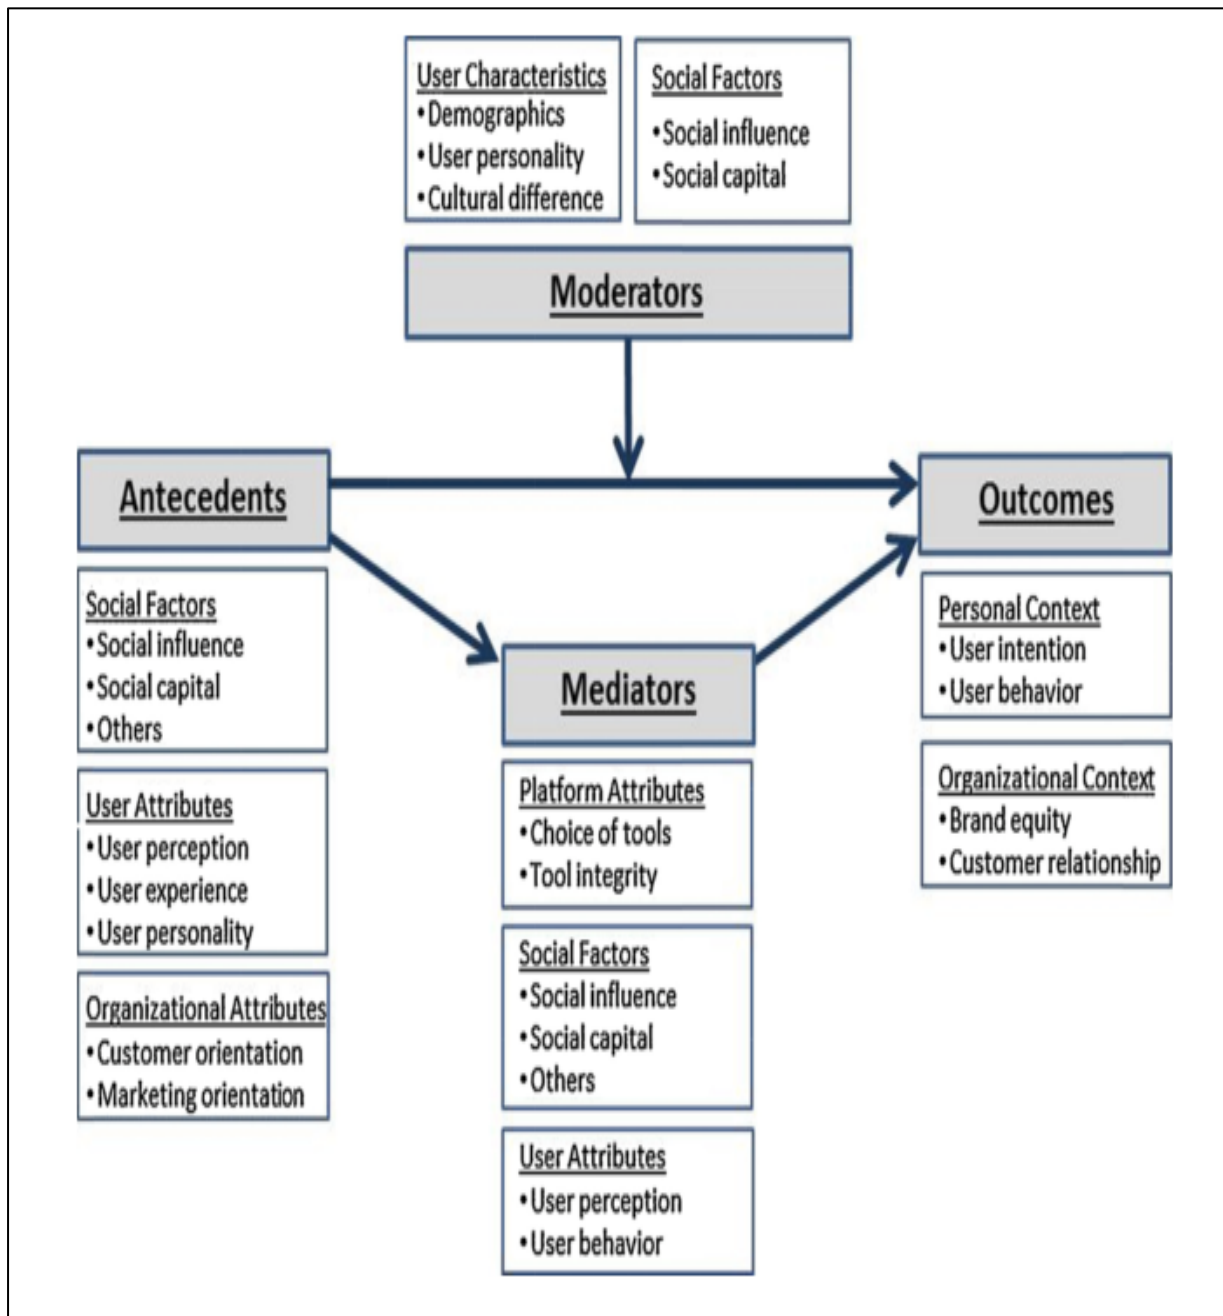 User Characteristics
•Demographics
•User personality
•Cultural difference
Social Factors
•Social influence
•Social capital
Moderators
Antecedents
Social Factors
•Social influence
•Social capital
•Others
User Attributes
•User perception
•User experience
•User personality
Organizational Attributes
•Customer orientation
•Marketing orientation
Mediators
Platform Attributes
•Choice of tools
•Tool integrity
Social Factors
•Social influence
•Social capital
•Others
User Attributes
•User perception
•User behavior
Outcomes
Personal Context
•User intention
•User behavior
Organizational Context
•Brand equity
•Customer relationship